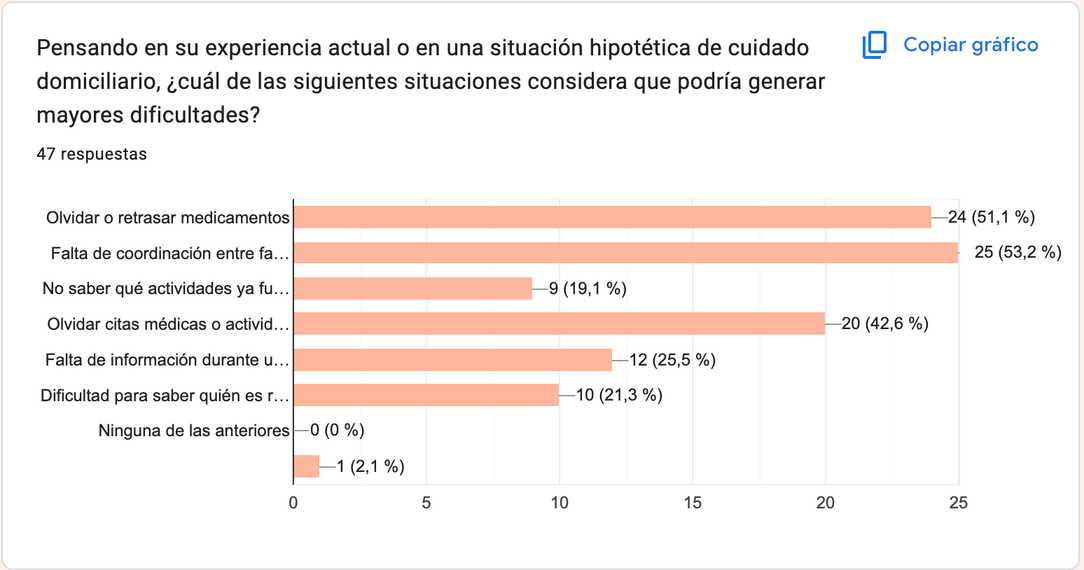 Pensando en su experiencia actual o en una situación hipotética de cuidado
domiciliario, ¿cuál de las siguientes situaciones considera que podría generar
mayores dificultades?
Copiar gráfico
47 respuestas
Olvidar o retrasar medicamentos
24 (51,1 %)
Falta de coordinación entre fa…
25 (53,2 %)
No saber qué actividades ya fu…
9 (19,1 %)
Olvidar citas médicas o activid…
20 (42,6 %)
Falta de información durante u…
12 (25,5 %)
Dificultad para saber quién es r…
10 (21,3 %)
Ninguna de las anteriores
0 (0 %)
1 (2,1 %)
0 5 10 15 20 25